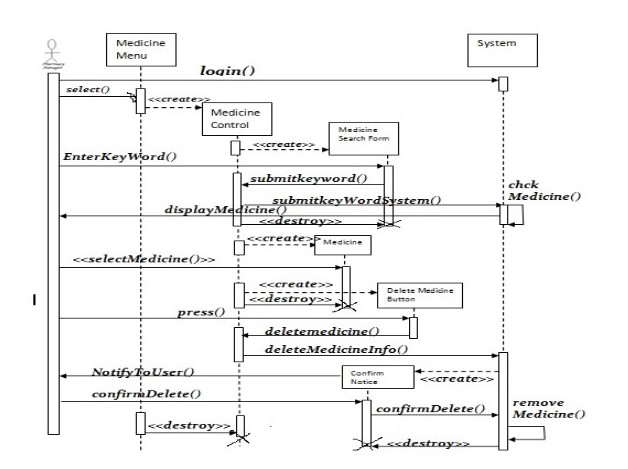 Medicine
Menu
System
login()
Pharmacy
Manager
select()
<<create>>
Medicine
Control
Medicine
Search Form
<<create>>
EnterKeyWord()
submitkeyword()
chck
Medicine()
submitkeyWordSystem()
displayMedicine()
<<destroy>>
<<create>>
Medicine
<<selectMedicine()>>
<<create>>
Delete Medicine
Button
<<destroy>>
press()
deletemedicine()
deleteMedicineInfo()
NotifyToUser()
Confirm
Notice
<<create>>
confirmDelete()
confirmDelete()
remove
Medicine()
<<destroy>>
<<destroy>>